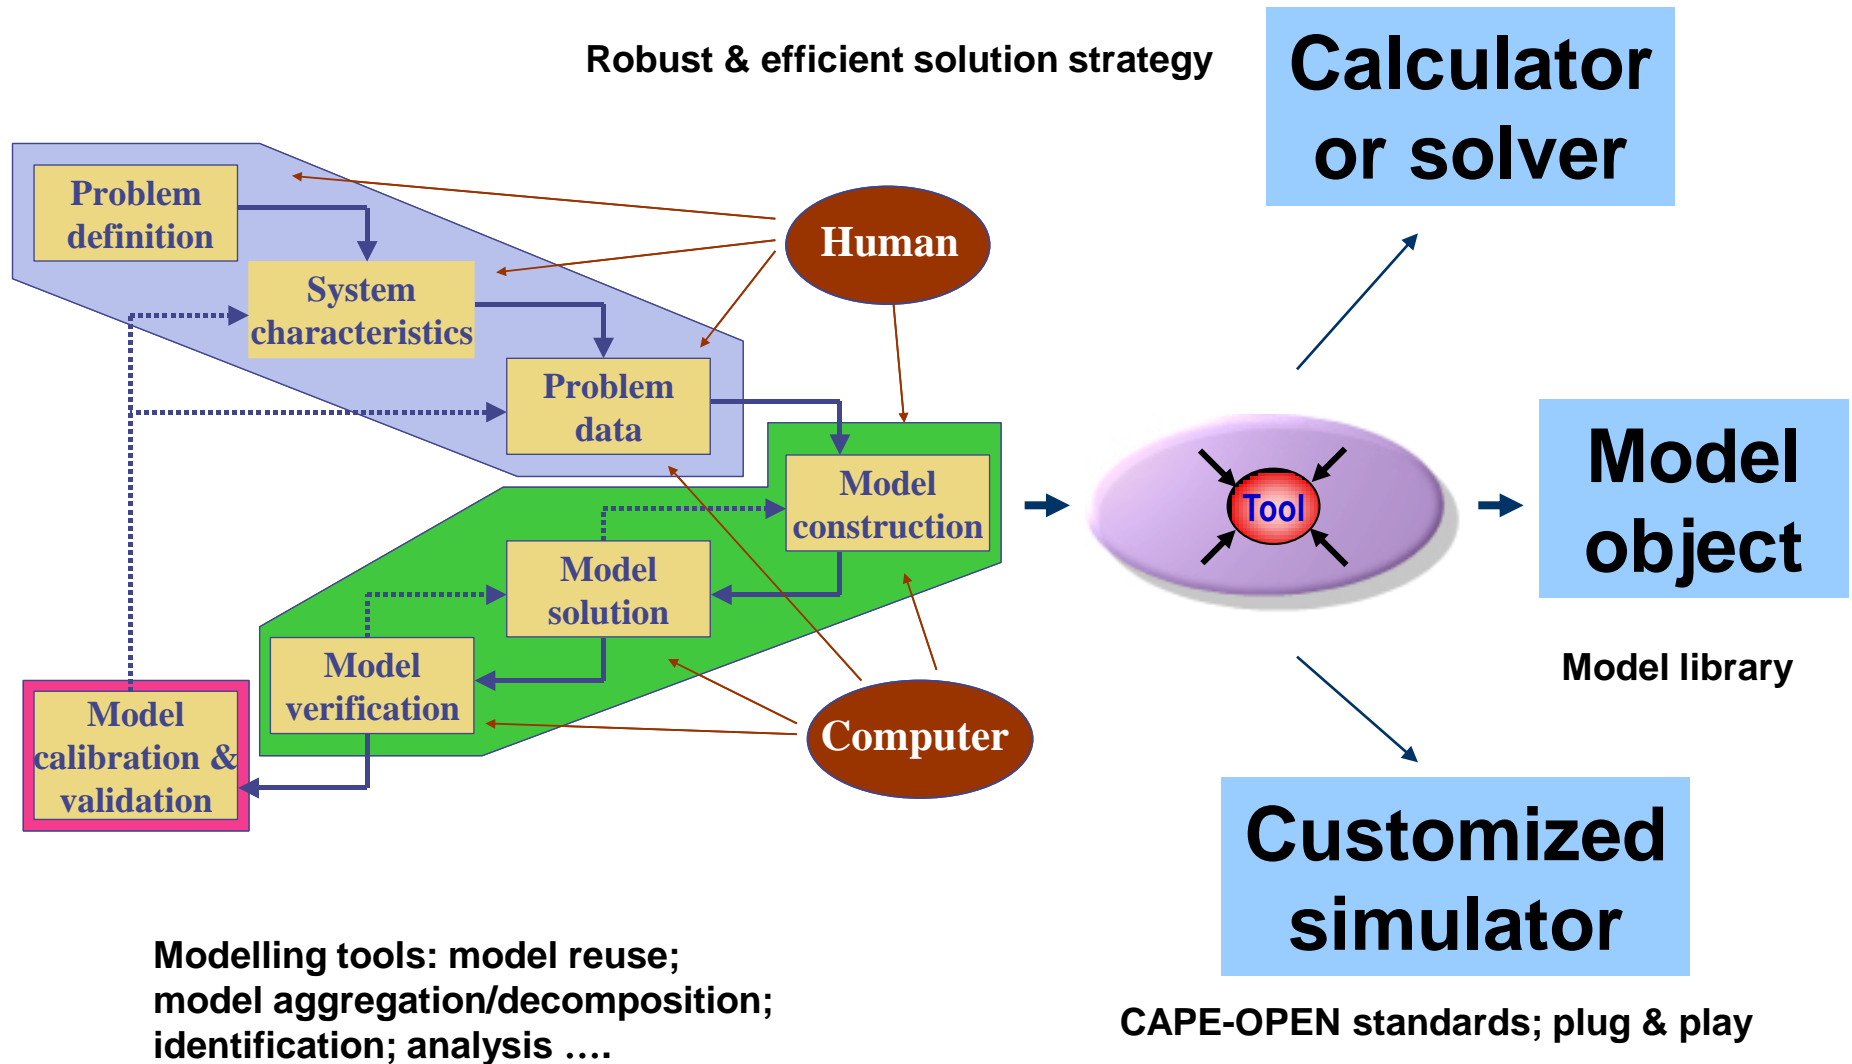 Robust & efficient solution strategy
Calculator
or solver
Problem
definition
Human
System
characteristics
Problem
data
Model
construction
Tool
Model
object
Model
solution
Model
verification
Model library
Model
calibration &
validation
Computer
Customized
simulator
Modelling tools: model reuse;
model aggregation/decomposition;
identification; analysis ….
CAPE-OPEN standards; plug & play